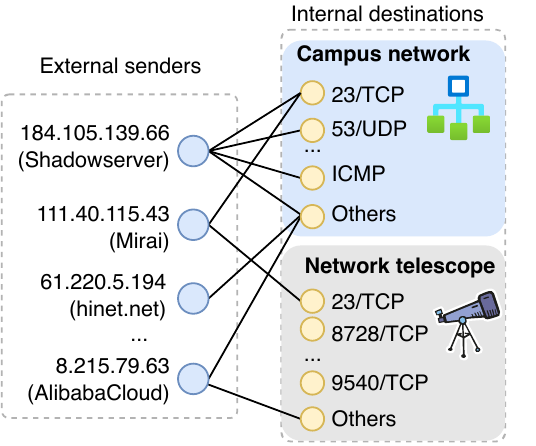 Internal destinations
External senders
184.105.139.66
(Shadowserver)
111.40.115.43
(Mirai)
61.220.5.194
(hinet.net)
...
8.215.79.63
(AlibabaCloud)
Campus network
23/TCP
53/UDP
...
ICMP
Others
Network telescope
23/TCP
8728/TCP
...
9540/TCP
Others